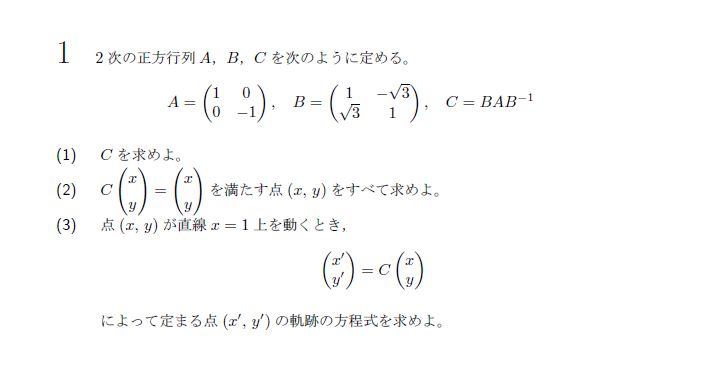 1 2次の正方行列 A，B，C を次のように定める。
A = \begin{pmatrix} 1 & 0 \\ 0 & -1 \end{pmatrix}, B = \begin{pmatrix} 1 & -\sqrt{3} \\ \sqrt{3} & 1 \end{pmatrix}, C = BAB^{-1}
(1) C を求めよ。
(2) C \begin{pmatrix} x \\ y \end{pmatrix} = \begin{pmatrix} x \\ y \end{pmatrix} を満たす点 (x, y) をすべて求めよ。
(3) 点 (x, y) が直線 x = 1 上を動くとき，
\begin{pmatrix} x' \\ y' \end{pmatrix} = C \begin{pmatrix} x \\ y \end{pmatrix}
によって定まる点 (x', y') の軌跡の方程式を求めよ。